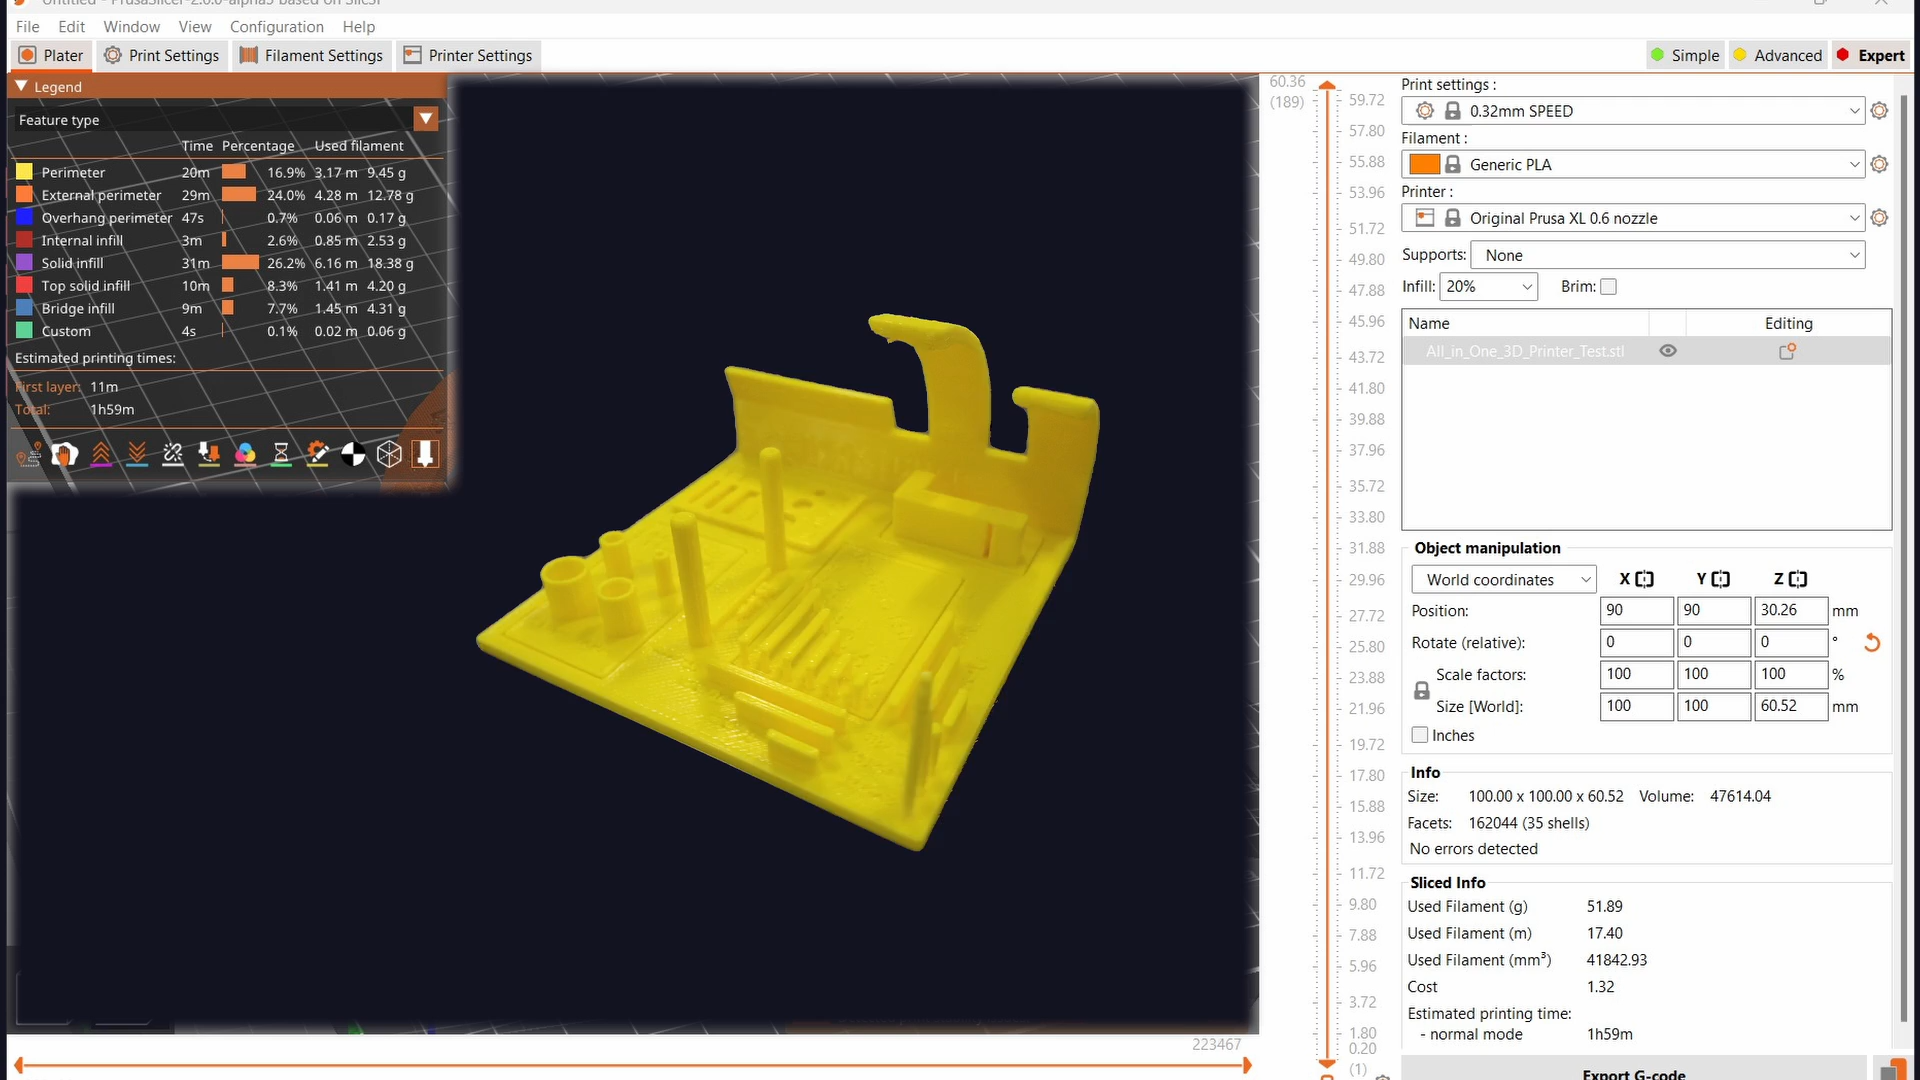 Untitled - PrusaSlicer-2.6.0-alpha5 based on Slic3r
File Edit Window View Configuration Help
Plater Print Settings Filament Settings Printer Settings Simple Advanced Expert
Legend
Feature type
Time Percentage Used filament
Perimeter 20m 16.9% 3.17 m 9.45 g
External perimeter 29m 24.0% 4.28 m 12.78 g
Overhang perimeter 47s 0.7% 0.06 m 0.17 g
Internal infill 3m 2.6% 0.85 m 2.53 g
Solid infill 31m 26.2% 6.16 m 18.38 g
Top solid infill 10m 8.3% 1.41 m 4.20 g
Bridge infill 9m 7.7% 1.45 m 4.31 g
Custom 4s 0.1% 0.02 m 0.06 g
Estimated printing times:
First layer: 11m
Total: 1h59m
60.36
(189)
59.72
57.80
55.88
53.96
51.72
49.80
47.88
45.96
43.72
41.80
39.88
37.96
35.72
33.80
31.88
29.96
27.72
25.80
23.88
21.96
19.72
17.80
15.88
13.96
11.72
9.80
7.88
5.96
3.72
1.80
0.20
(1)
223467
Print settings :
0.32mm SPEED
Filament :
Generic PLA
Printer :
Original Prusa XL 0.6 nozzle
Supports: None
Infill: 20% Brim:
Name Editing
All_in_One_3D_Printer_Test.stl
Object manipulation
World coordinates X Y Z
Position: 90 90 30.26 mm
Rotate (relative): 0 0 0 °
Scale factors: 100 100 100 %
Size [World]: 100 100 60.52 mm
Inches
Info
Size: 100.00 x 100.00 x 60.52 Volume: 47614.04
Facets: 162044 (35 shells)
No errors detected
Sliced Info
Used Filament (g) 51.89
Used Filament (m) 17.40
Used Filament (mm³) 41842.93
Cost 1.32
Estimated printing time:
- normal mode 1h59m
Export G-code